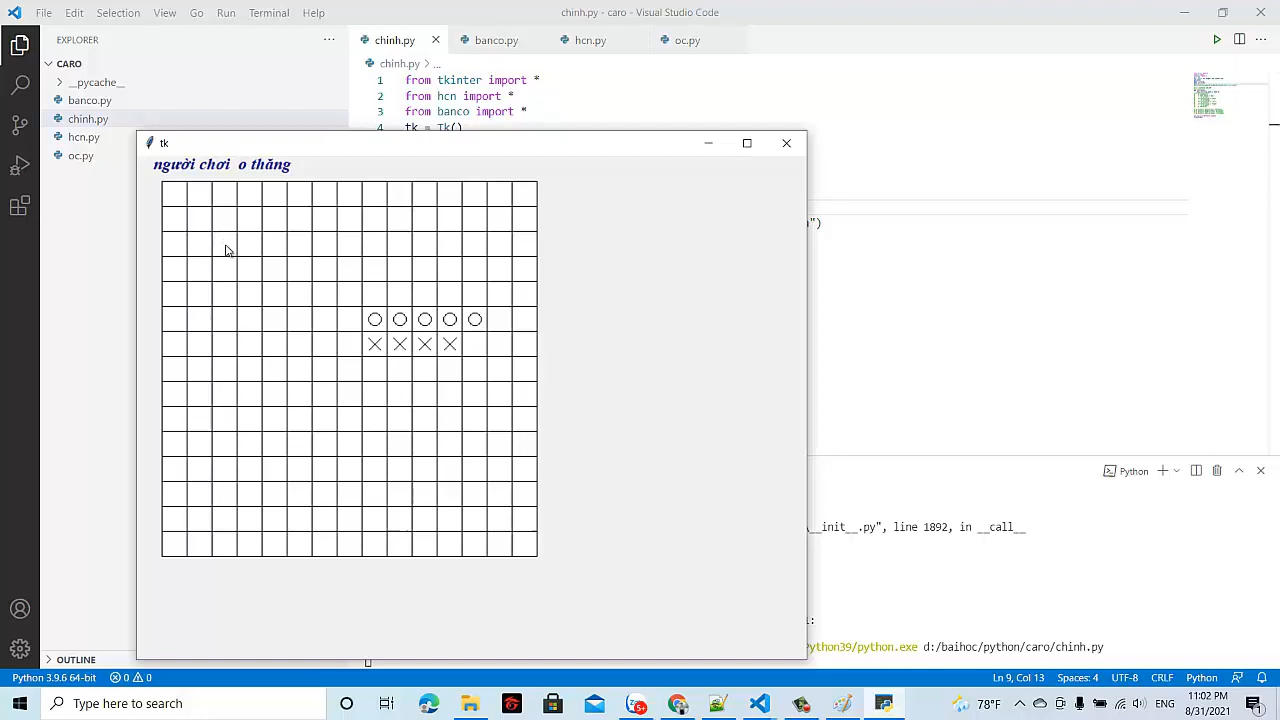 File Edit Selection View Go Run Terminal Help
chinh.py - caro - Visual Studio Code
EXPLORER
CARO
__pycache__
banco.py
chinh.py
hcn.py
oc.py
chinh.py banco.py hcn.py oc.py
chinh.py > ...
1 from tkinter import *
2 from hcn import *
3 from banco import *
4 tk = Tk()
tk
người chơi o thắng
")
Python
__init__.py", line 1892, in __call__
:
ython39/python.exe d:/baihoc/python/caro/chinh.py
OUTLINE
Python 3.9.6 64-bit 0 0
Ln 9, Col 13 Spaces: 4 UTF-8 CRLF Python
Type here to search
78°F
ENG
11:02 PM
8/31/2021